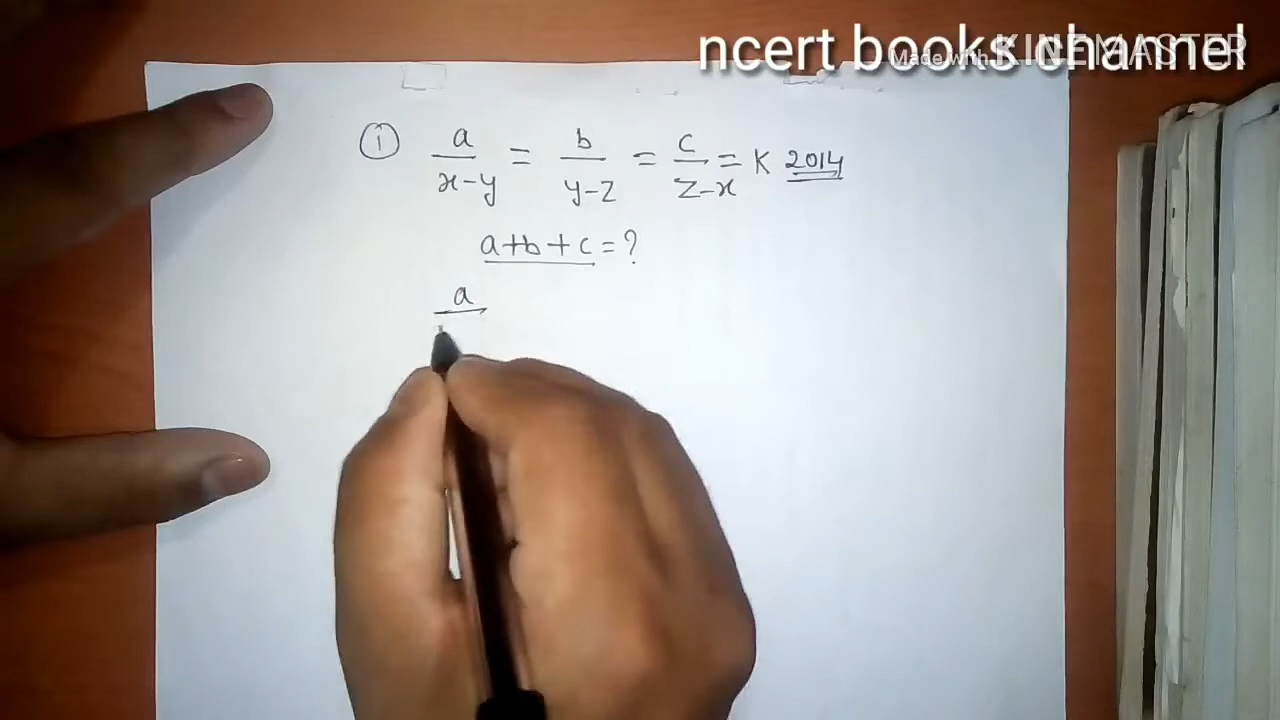 ncert books channel
Made with KINEMASTER
① a/(x-y) = b/(y-z) = c/(z-x) = K 2014
a+b+c=?
a